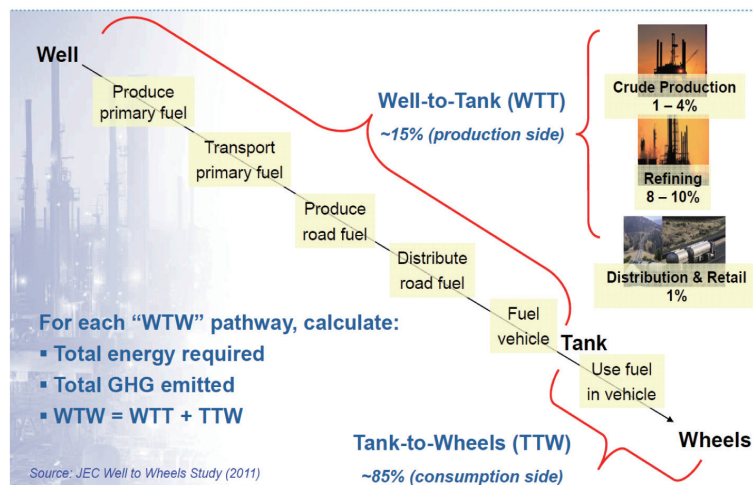 Well
Produce
primary fuel
Transport
primary fuel
Produce
road fuel
Distribute
road fuel
Fuel
vehicle
Tank
Use fuel
in vehicle
Wheels
Well-to-Tank (WTT)
~15% (production side)
Crude Production
1 – 4%
Refining
8 – 10%
Distribution & Retail
1%
For each “WTW” pathway, calculate:
▪ Total energy required
▪ Total GHG emitted
▪ WTW = WTT + TTW
Tank-to-Wheels (TTW)
~85% (consumption side)
Source: JEC Well to Wheels Study (2011)